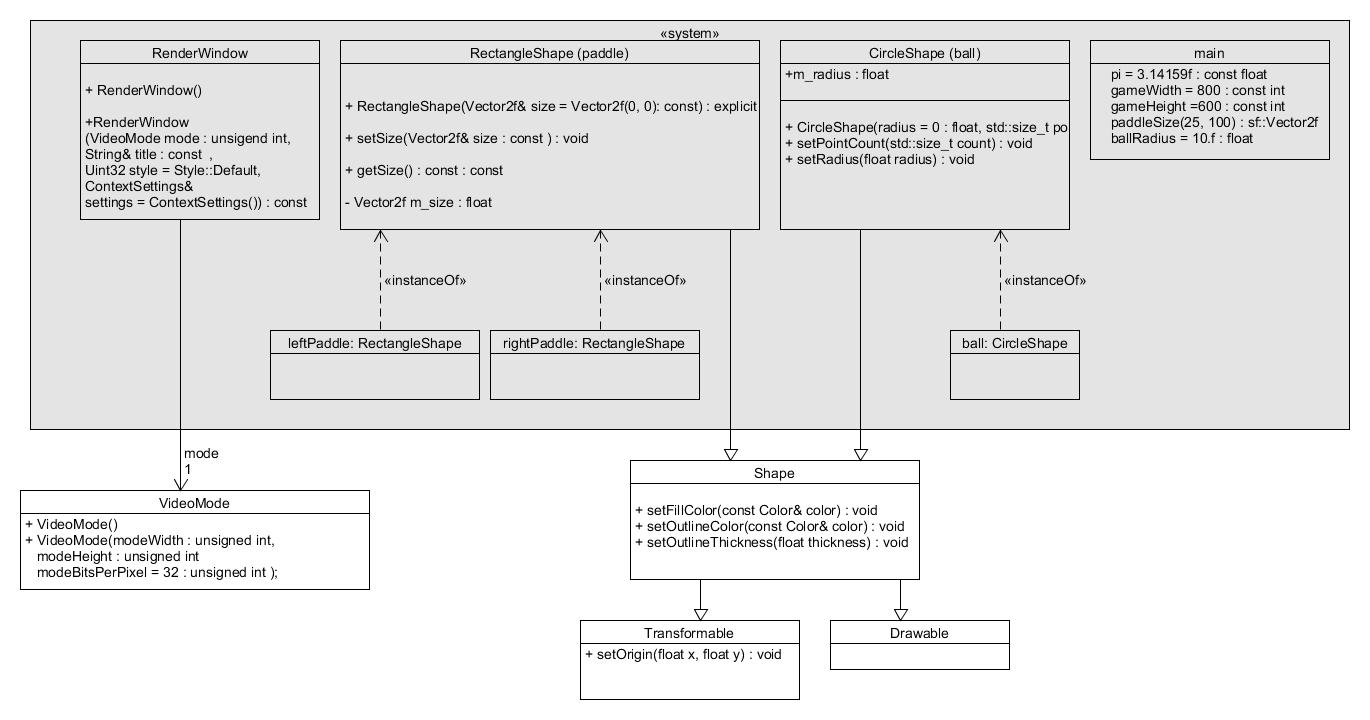 «system»
RenderWindow
+ RenderWindow()
+RenderWindow
(VideoMode mode : unsigend int,
String& title : const ,
Uint32 style = Style::Default,
ContextSettings&
settings = ContextSettings()) : const
RectangleShape (paddle)
+ RectangleShape(Vector2f& size = Vector2f(0, 0): const) : explicit
+ setSize(Vector2f& size : const ) : void
+ getSize() : const : const
- Vector2f m_size : float
CircleShape (ball)
+m_radius : float
+ CircleShape(radius = 0 : float, std::size_t po
+ setPointCount(std::size_t count) : void
+ setRadius(float radius) : void
main
pi = 3.14159f : const float
gameWidth = 800 : const int
gameHeight =600 : const int
paddleSize(25, 100) : sf::Vector2f
ballRadius = 10.f : float
«instanceOf»
«instanceOf»
«instanceOf»
leftPaddle: RectangleShape
rightPaddle: RectangleShape
ball: CircleShape
mode
1
VideoMode
+ VideoMode()
+ VideoMode(modeWidth : unsigned int,
modeHeight : unsigned int
modeBitsPerPixel = 32 : unsigned int );
Shape
+ setFillColor(const Color& color) : void
+ setOutlineColor(const Color& color) : void
+ setOutlineThickness(float thickness) : void
Transformable
+ setOrigin(float x, float y) : void
Drawable